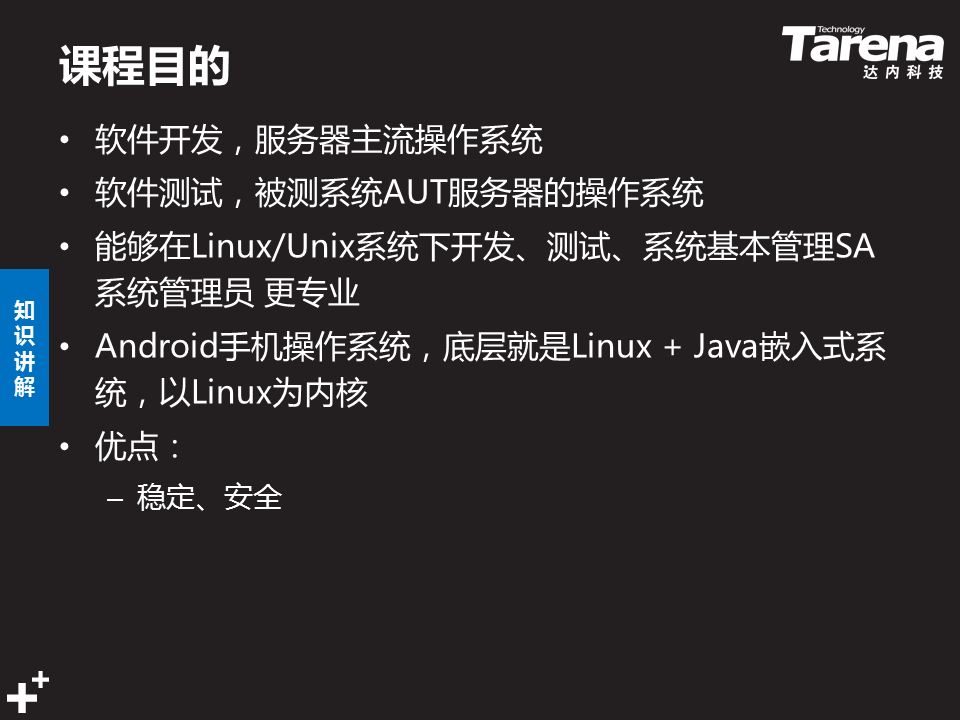 课程目的
Technology
Tarena
达内科技
• 软件开发，服务器主流操作系统
• 软件测试，被测系统AUT服务器的操作系统
• 能够在Linux/Unix系统下开发、测试、系统基本管理SA
系统管理员 更专业
• Android手机操作系统，底层就是Linux + Java嵌入式系
统，以Linux为内核
• 优点：
– 稳定、安全
知
识
讲
解